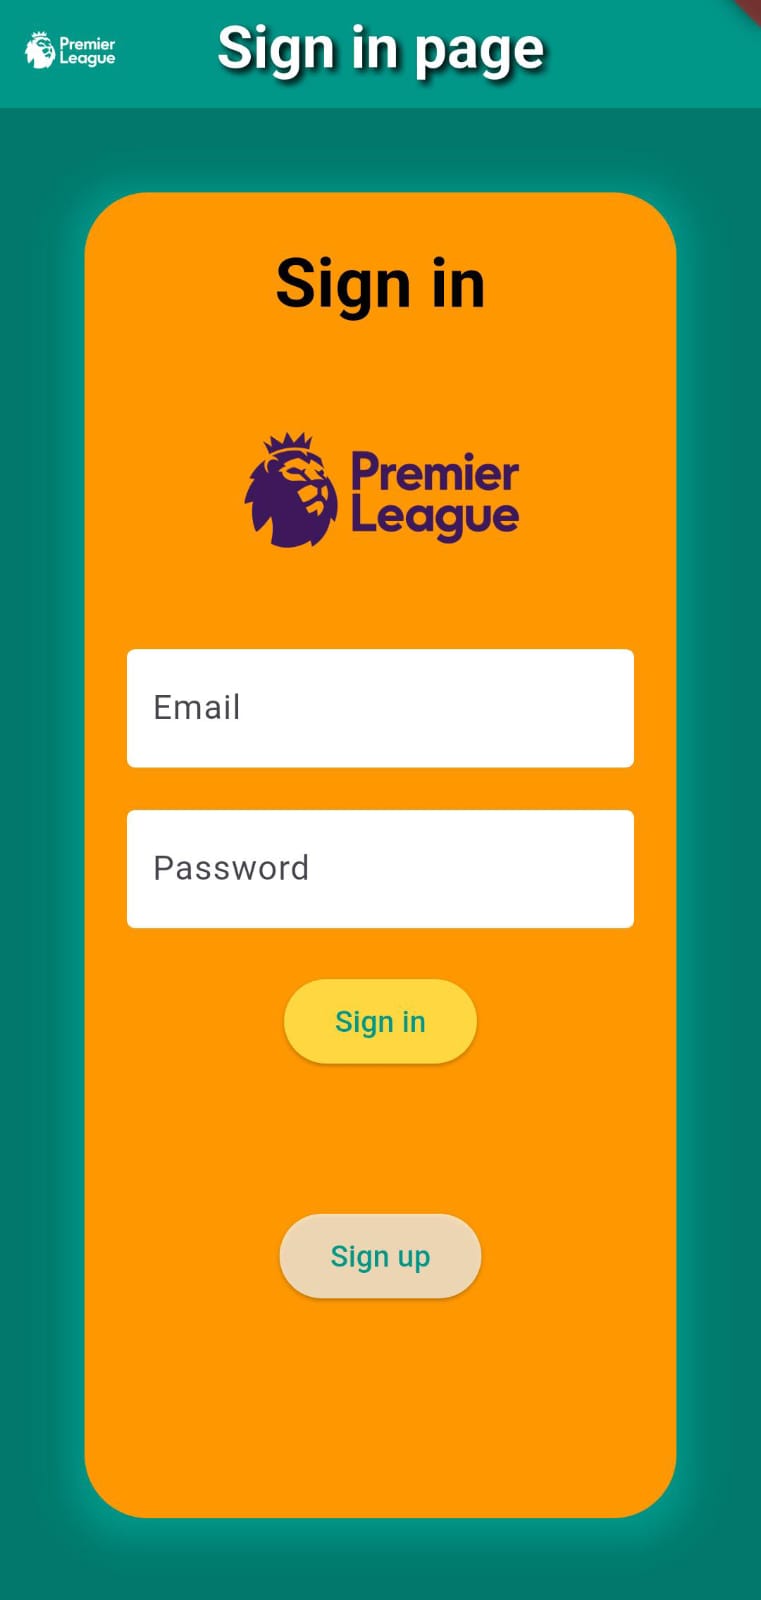 Premier
League
Sign in page
Sign in
Premier
League
Email
Password
Sign in
Sign up